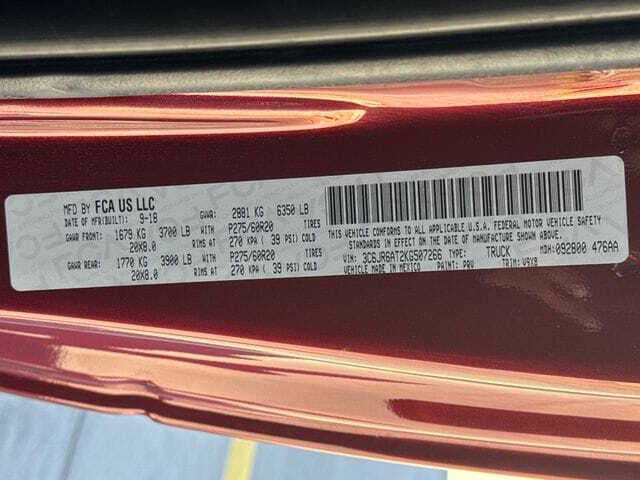 MFD BY FCA US LLC
DATE OF MFR(BUILT): 9-18 GVWR: 2881 KG 6350 LB
GAWR FRONT: 1679 KG 3700 LB WITH P275/60R20 TIRES
20X8.0 RIMS AT 270 KPA ( 39 PSI) COLD
GAWR REAR: 1770 KG 3900 LB WITH P275/60R20 TIRES
20X8.0 RIMS AT 270 KPA ( 39 PSI) COLD
THIS VEHICLE CONFORMS TO ALL APPLICABLE U.S.A. FEDERAL MOTOR VEHICLE SAFETY
STANDARDS IN EFFECT ON THE DATE OF MANUFACTURE SHOWN ABOVE.
VIN: 3C6JR6AT2KG507266 TYPE: TRUCK MDH:092800 476AA
VEHICLE MADE IN MEXICO PAINT: PRV TRIM: V9X8